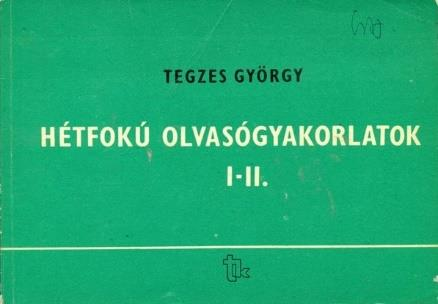 TEGZES GYÖRGY
HÉTFOKÚ OLVASÓGYAKORLATOK
I-II.
tk